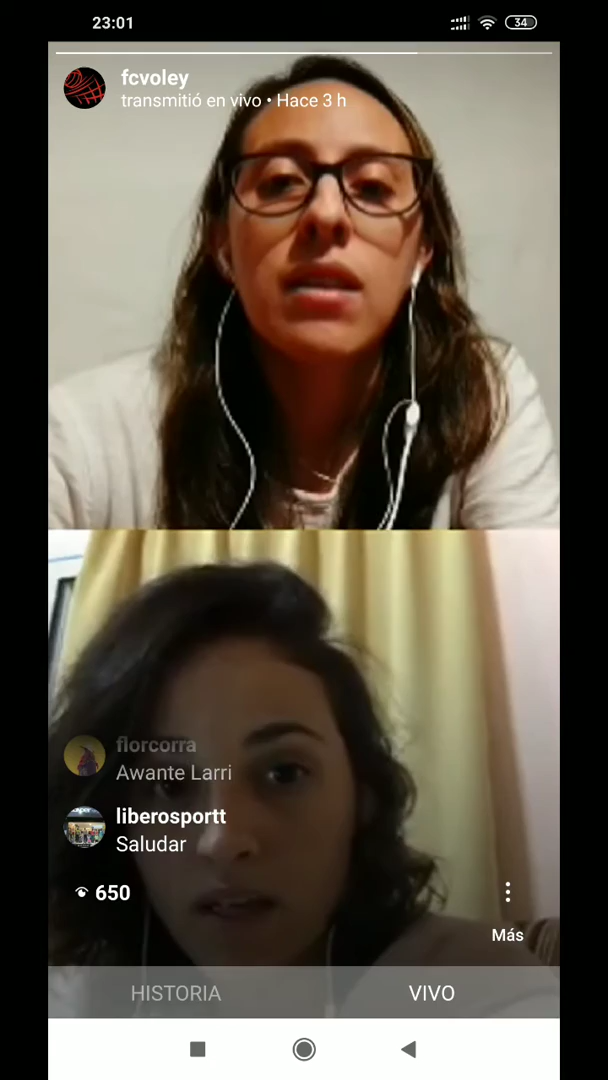 23:01
34
fcvoley
transmitió en vivo • Hace 3 h
florcorra
Awante Larri
liberosportt
Saludar
650
Más
HISTORIA
VIVO